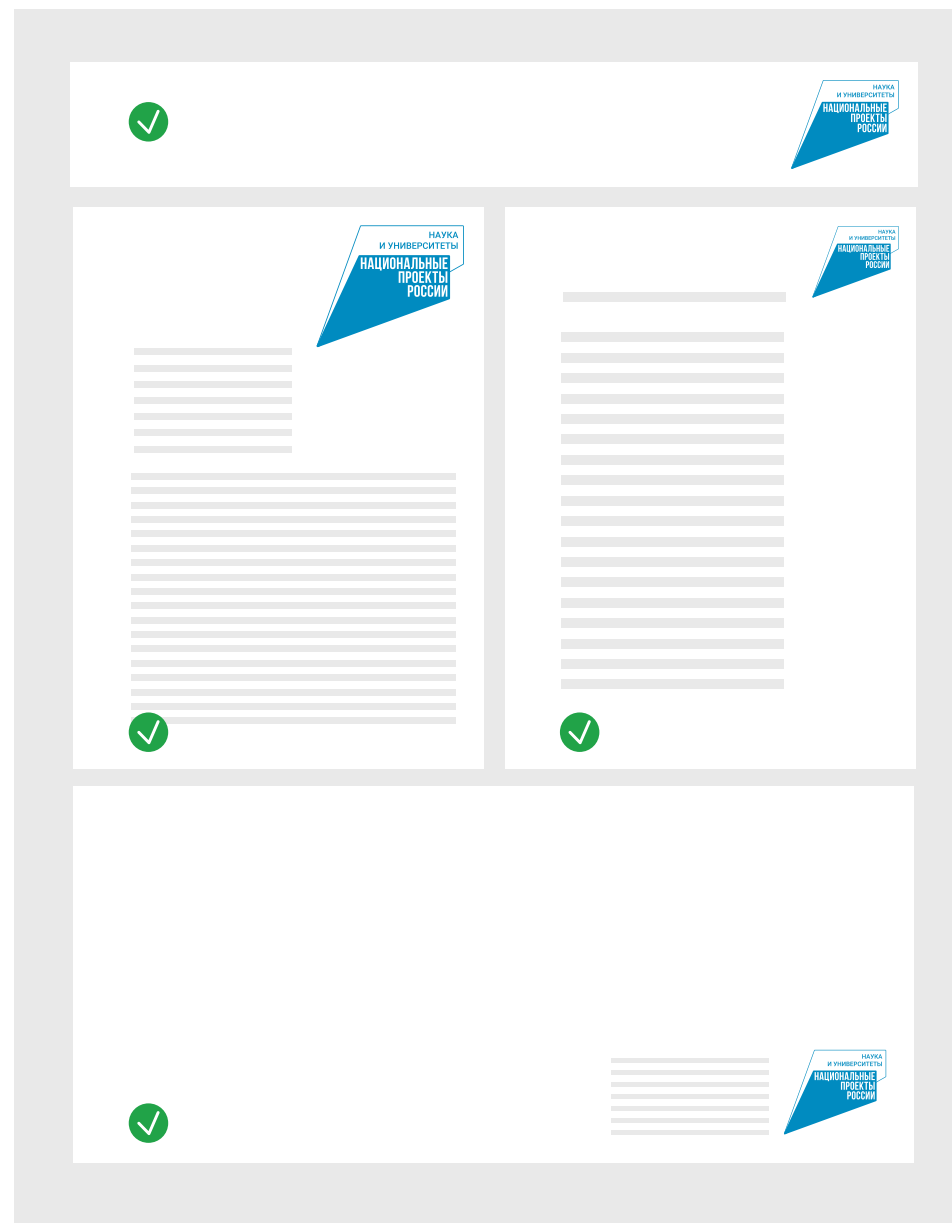 НАУКА
И УНИВЕРСИТЕТЫ
НАЦИОНАЛЬНЫЕ
ПРОЕКТЫ
РОССИИ
НАУКА
И УНИВЕРСИТЕТЫ
НАЦИОНАЛЬНЫЕ
ПРОЕКТЫ
РОССИИ
НАУКА
И УНИВЕРСИТЕТЫ
НАЦИОНАЛЬНЫЕ
ПРОЕКТЫ
РОССИИ
НАУКА
И УНИВЕРСИТЕТЫ
НАЦИОНАЛЬНЫЕ
ПРОЕКТЫ
РОССИИ